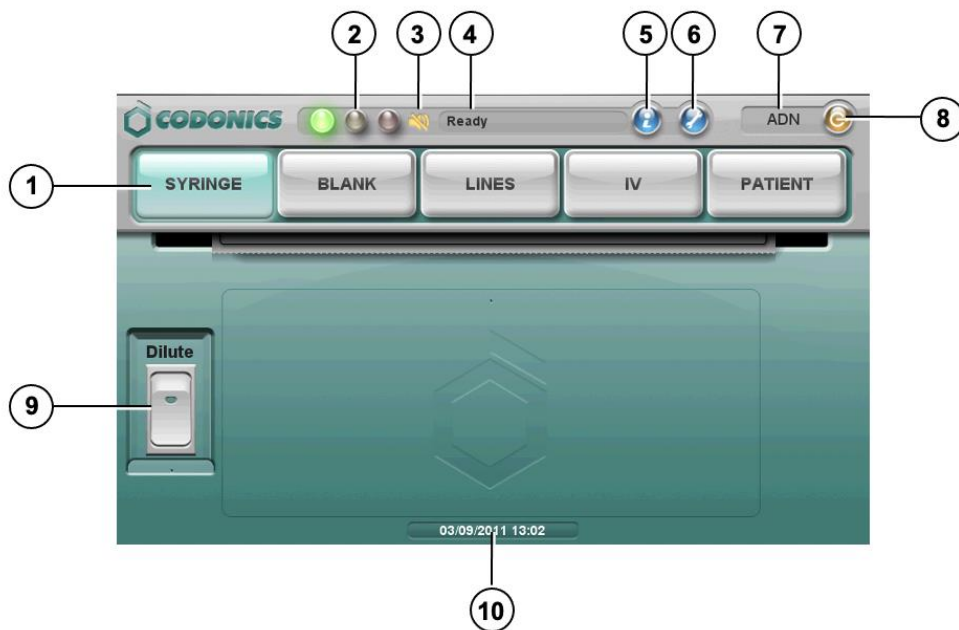 2 3 4 5 6 7
8
CODONICS Ready ADN
1
SYRINGE BLANK LINES IV PATIENT
Dilute
9
03/09/2011 13:02
10